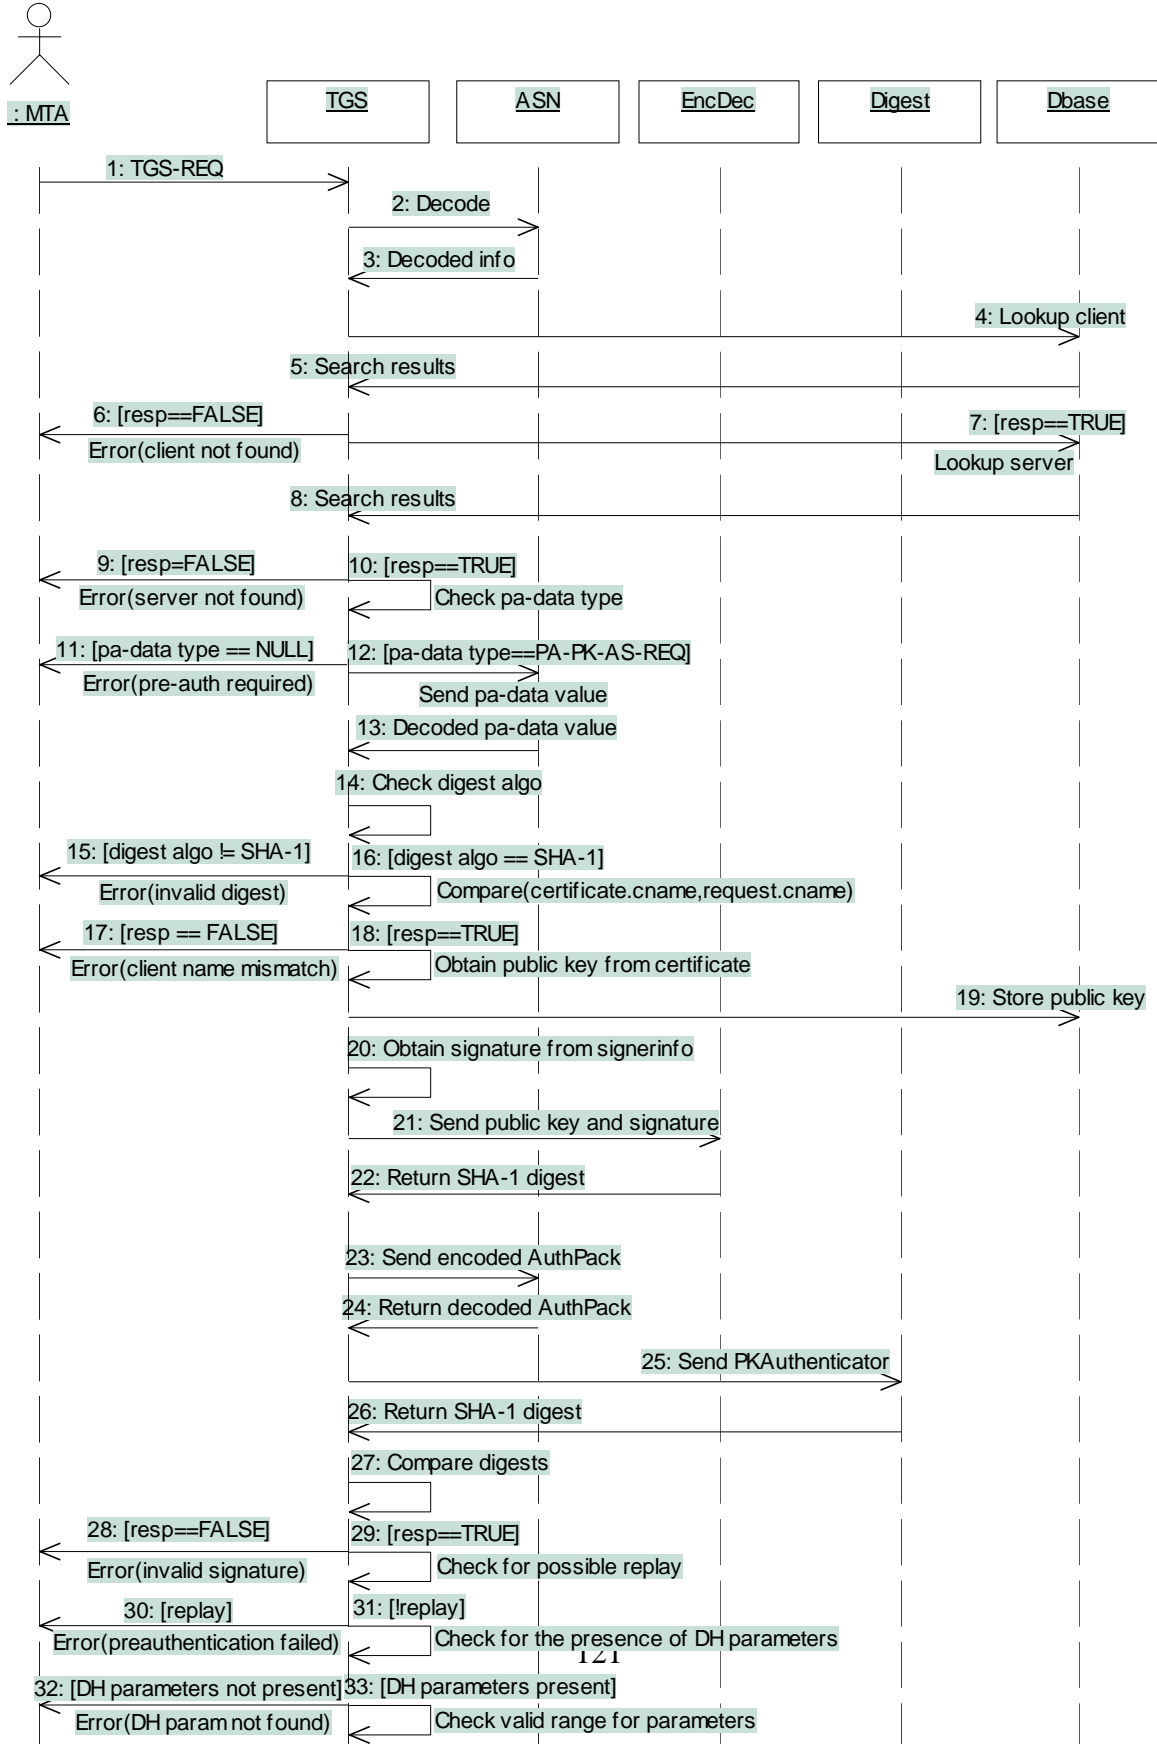 : MTA
TGS
ASN
EncDec
Digest
Dbase
1: TGS-REQ
2: Decode
3: Decoded info
4: Lookup client
5: Search results
6: [resp==FALSE]
Error(client not found)
7: [resp==TRUE]
Lookup server
8: Search results
9: [resp=FALSE]
Error(server not found)
10: [resp==TRUE]
Check pa-data type
11: [pa-data type == NULL]
Error(pre-auth required)
12: [pa-data type==PA-PK-AS-REQ]
Send pa-data value
13: Decoded pa-data value
14: Check digest algo
15: [digest algo != SHA-1]
Error(invalid digest)
16: [digest algo == SHA-1]
Compare(certificate.cname,request.cname)
17: [resp == FALSE]
Error(client name mismatch)
18: [resp==TRUE]
Obtain public key from certificate
19: Store public key
20: Obtain signature from signerinfo
21: Send public key and signature
22: Return SHA-1 digest
23: Send encoded AuthPack
24: Return decoded AuthPack
25: Send PKAuthenticator
26: Return SHA-1 digest
27: Compare digests
28: [resp==FALSE]
Error(invalid signature)
29: [resp==TRUE]
Check for possible replay
30: [replay]
Error(preauthentication failed)
31: [!replay]
Check for the presence of DH parameters
121
32: [DH parameters not present]
Error(DH param not found)
33: [DH parameters present]
Check valid range for parameters